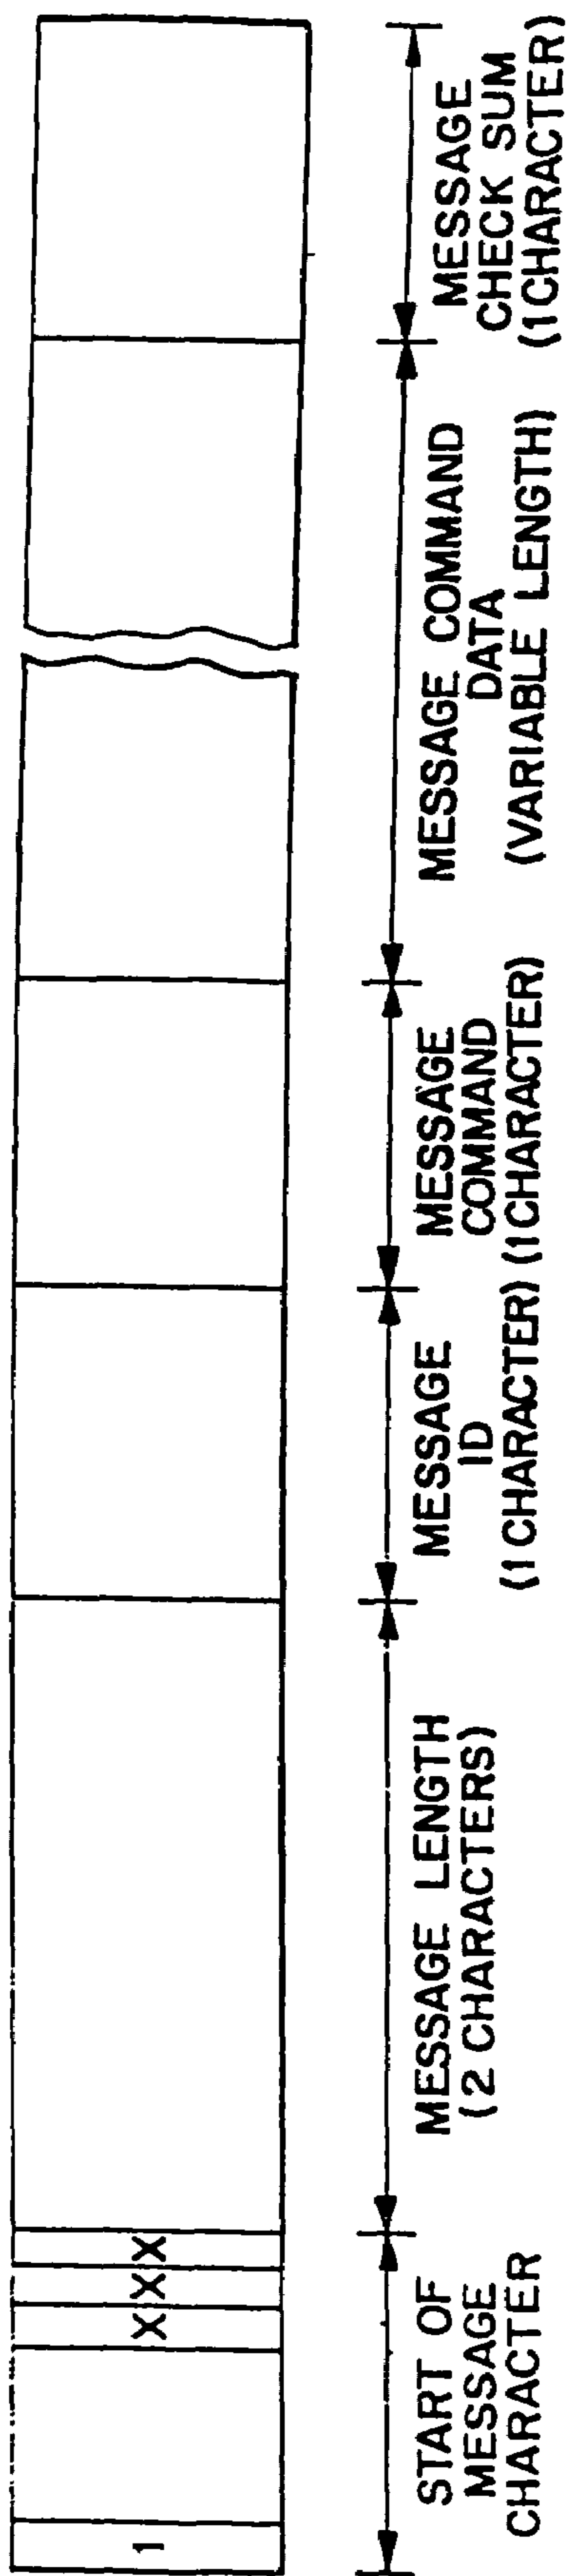 1 X X X
START OF
MESSAGE
CHARACTER
MESSAGE LENGTH
(2 CHARACTERS)
MESSAGE
ID
(1 CHARACTER)
MESSAGE
COMMAND
(1 CHARACTER)
MESSAGE COMMAND
DATA
(VARIABLE LENGTH)
MESSAGE
CHECK SUM
(1 CHARACTER)